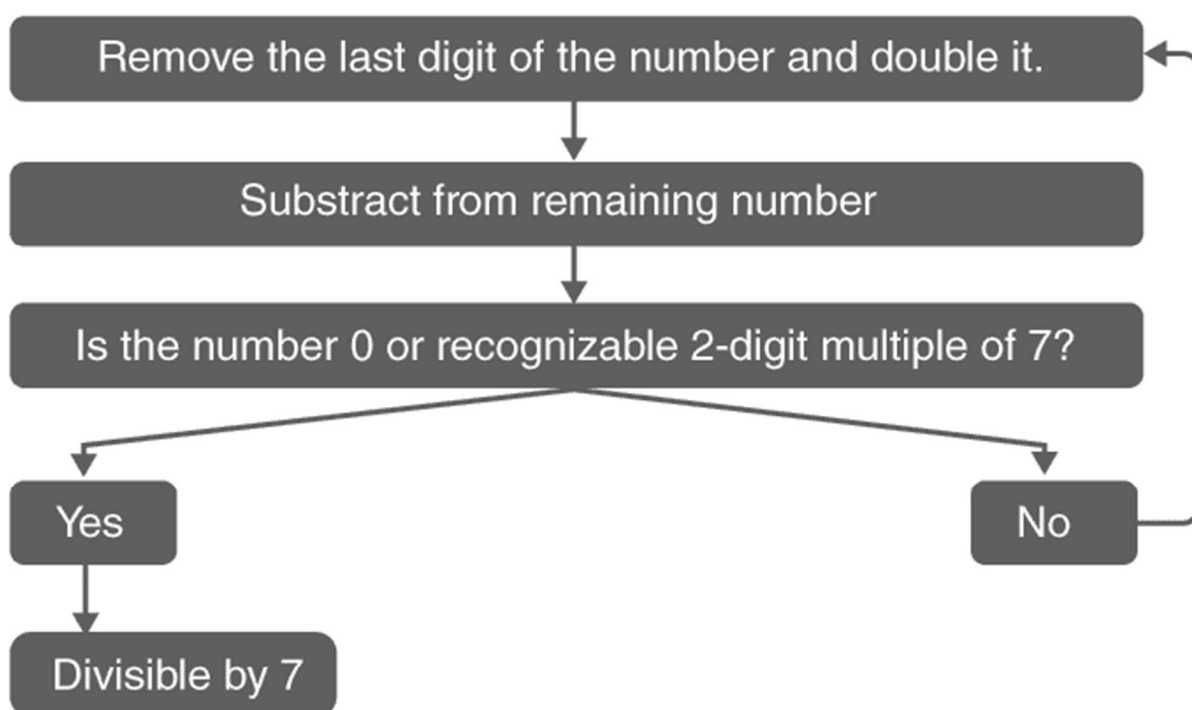 Remove the last digit of the number and double it.
Substract from remaining number
Is the number 0 or recognizable 2-digit multiple of 7?
Yes
No
Divisible by 7